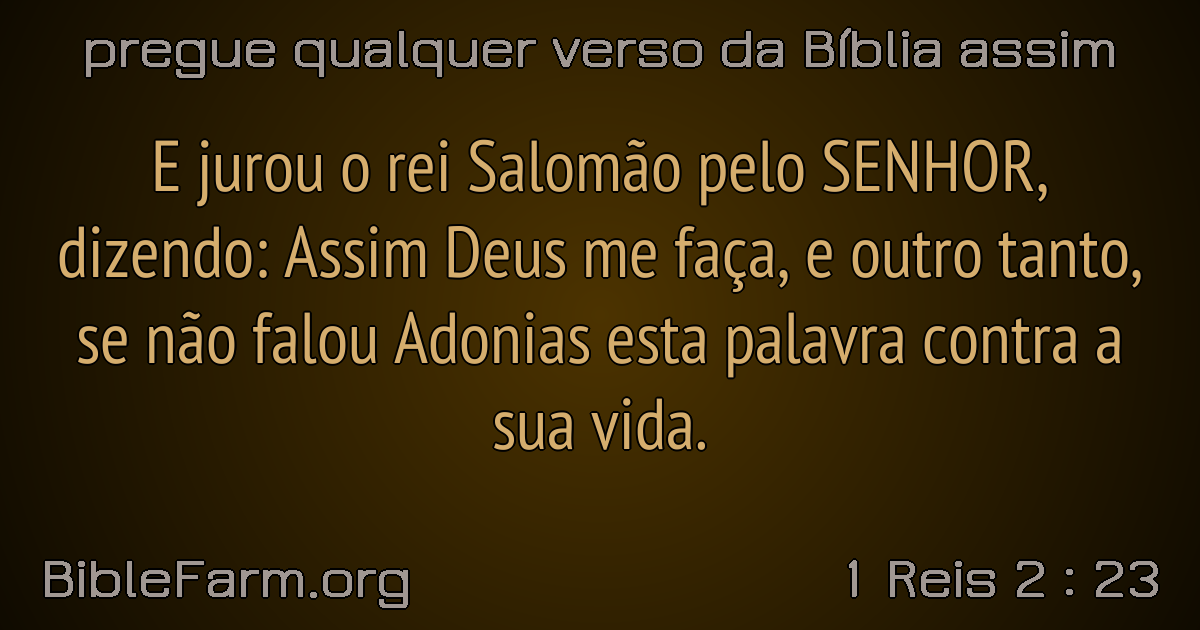 pregue qualquer verso da Bíblia assim
E jurou o rei Salomão pelo SENHOR,
dizendo: Assim Deus me faça, e outro tanto,
se não falou Adonias esta palavra contra a
sua vida.
BibleFarm.org
1 Reis 2 : 23